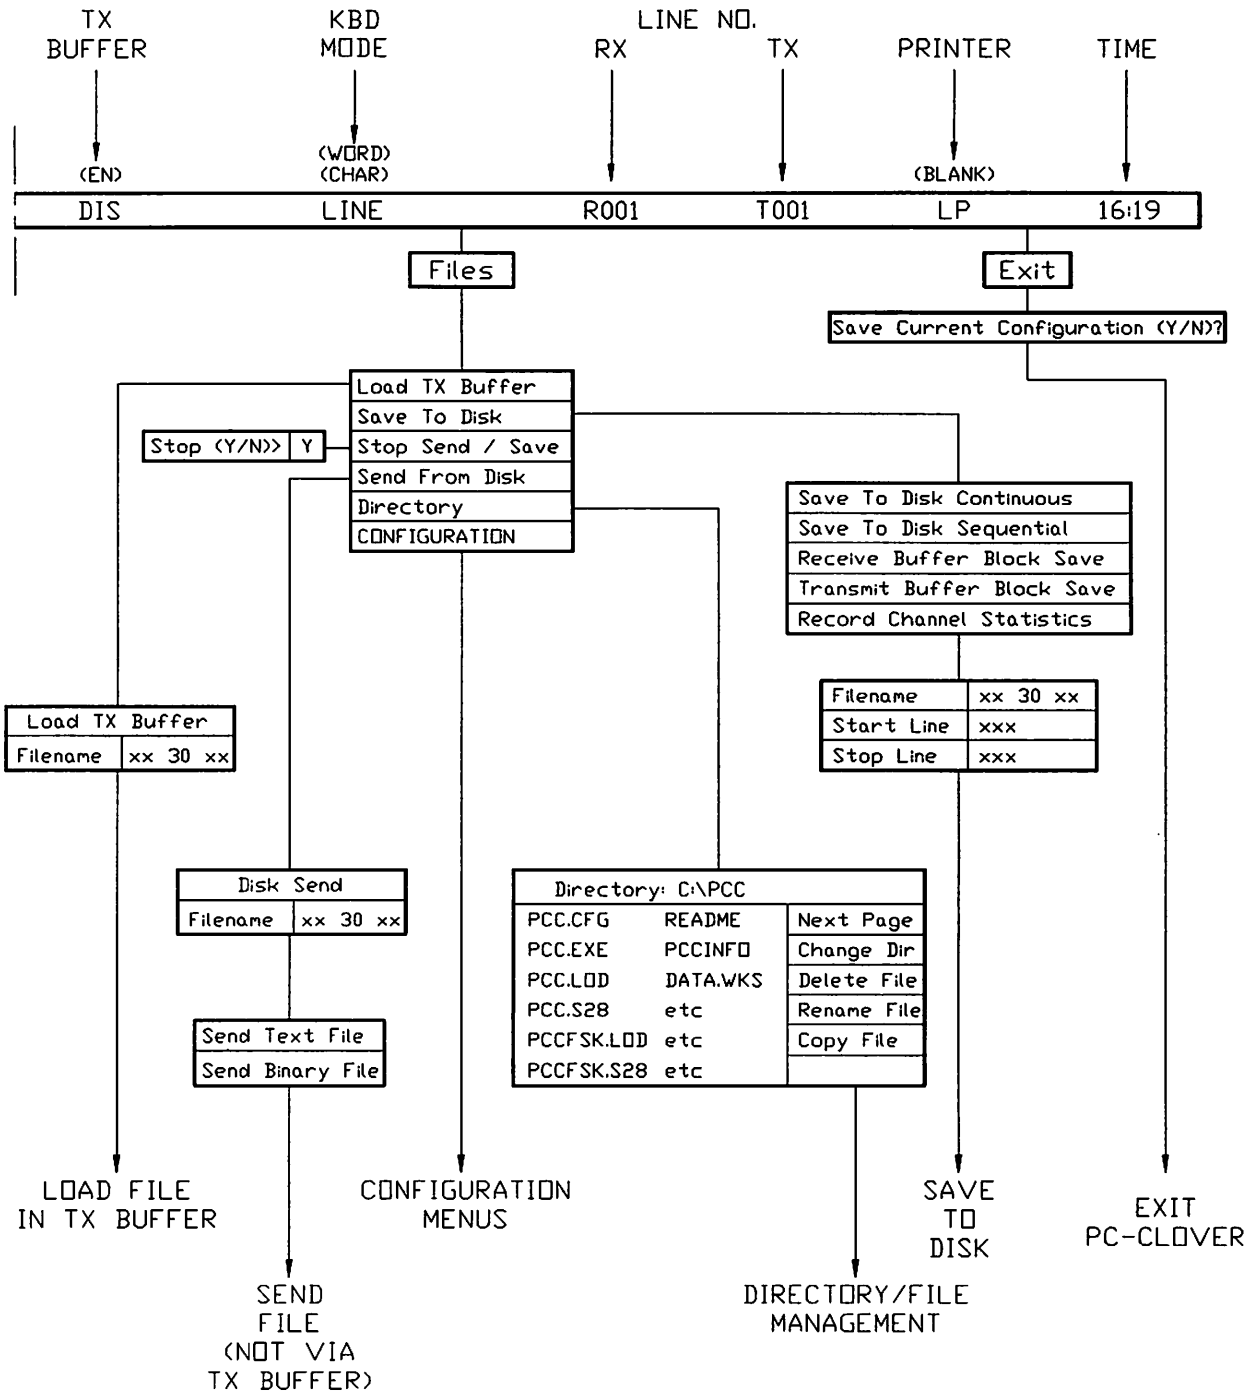 TX
BUFFER
KBD
MODE
LINE NO.
RX
TX
PRINTER
TIME
(EN)
(WORD)
(CHAR)
(BLANK)
DIS LINE R001 T001 LP 16:19
Files
Exit
Save Current Configuration (Y/N)?
Load TX Buffer
Save To Disk
Stop (Y/N)> Y
Stop Send / Save
Send From Disk
Directory
CONFIGURATION
Save To Disk Continuous
Save To Disk Sequential
Receive Buffer Block Save
Transmit Buffer Block Save
Record Channel Statistics
Load TX Buffer
Filename xx 30 xx
Filename xx 30 xx
Start Line xxx
Stop Line xxx
Disk Send
Filename xx 30 xx
Send Text File
Send Binary File
Directory: C:\PCC
PCC.CFG README Next Page
PCC.EXE PCCINFO Change Dir
PCC.LOD DATA.WKS Delete File
PCC.S28 etc Rename File
PCCFSK.LOD etc Copy File
PCCFSK.S28 etc
LOAD FILE
IN TX BUFFER
CONFIGURATION
MENUS
SAVE
TO
DISK
EXIT
PC-CLOVER
SEND
FILE
(NOT VIA
TX BUFFER)
DIRECTORY/FILE
MANAGEMENT